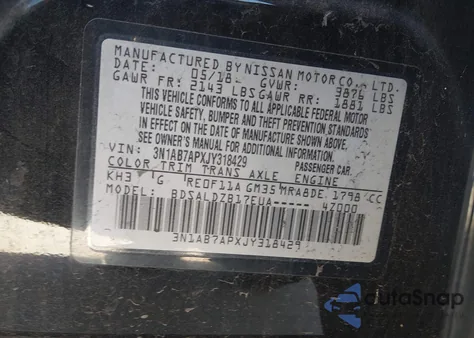 MANUFACTURED BY NISSAN MOTOR CO., LTD.
DATE: 05/18 GVWR: 3876 LBS
GAWR FR: 2143 LBS GAWR RR: 1881 LBS
THIS VEHICLE CONFORMS TO ALL APPLICABLE FEDERAL MOTOR
VEHICLE SAFETY, BUMPER AND THEFT PREVENTION STANDARDS
IN EFFECT ON THE DATE OF MANUFACTURE SHOWN ABOVE.
SEE OWNER'S MANUAL FOR ADDITIONAL INFORMATION.
VIN: 3N1AB7APXJY318429 PASSENGER CAR
COLOR TRIM TRANS AXLE ENGINE
KH3 G RE0F11A GM35 MRA8DE 1798 CC
MODEL: BDSALDZB17EUA----- 47000
3N1AB7APXJY318429
autoSnap